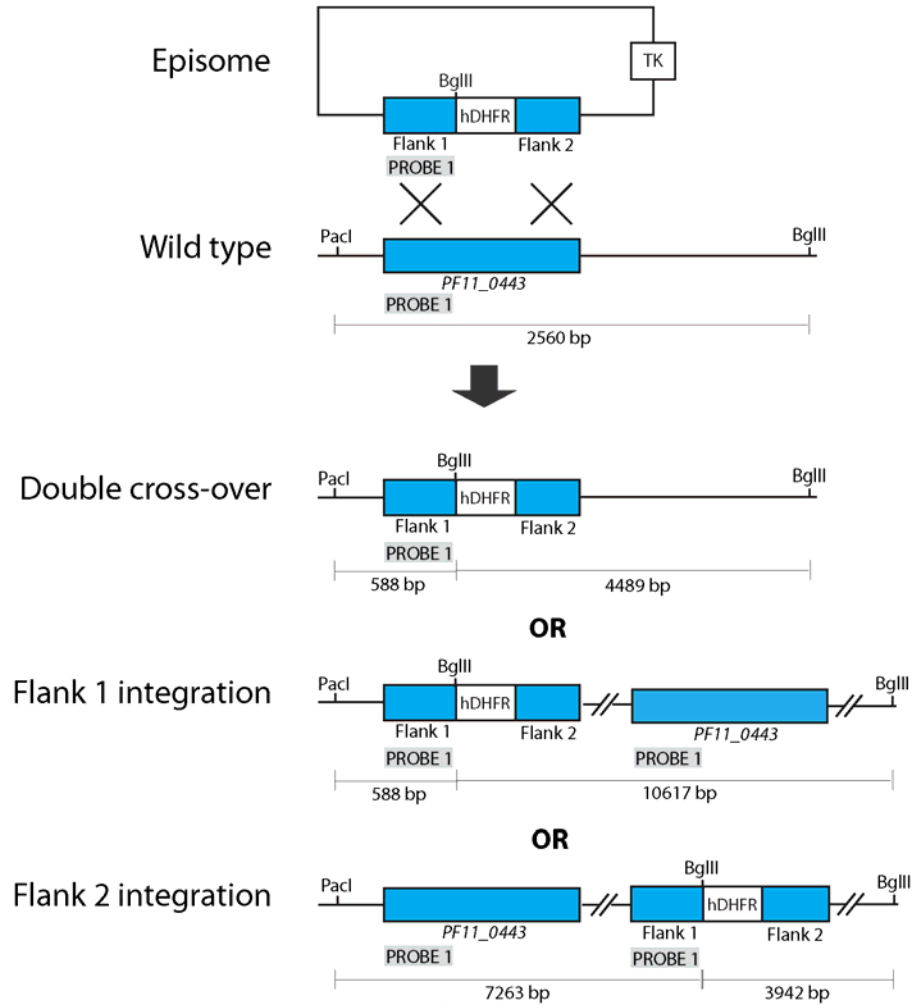 Episome
TK
BglII
hDHFR
Flank 1
Flank 2
PROBE 1
Wild type
PacI
BglII
PF11_0443
PROBE 1
2560 bp
Double cross-over
PacI
BglII
BglII
hDHFR
Flank 1
Flank 2
PROBE 1
588 bp
4489 bp
OR
Flank 1 integration
PacI
BglII
BglII
hDHFR
Flank 1
Flank 2
PF11_0443
PROBE 1
PROBE 1
588 bp
10617 bp
OR
Flank 2 integration
PacI
BglII
BglII
hDHFR
PF11_0443
Flank 1
Flank 2
PROBE 1
PROBE 1
7263 bp
3942 bp